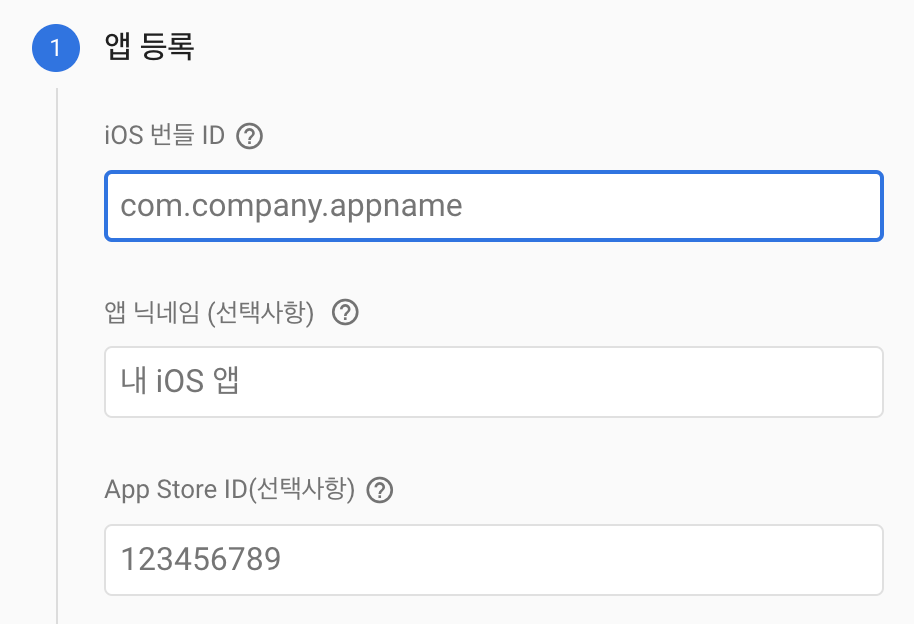 1 앱 등록
iOS 번들 ID ?
com.company.appname
앱 닉네임 (선택사항) ?
내 iOS 앱
App Store ID(선택사항) ?
123456789